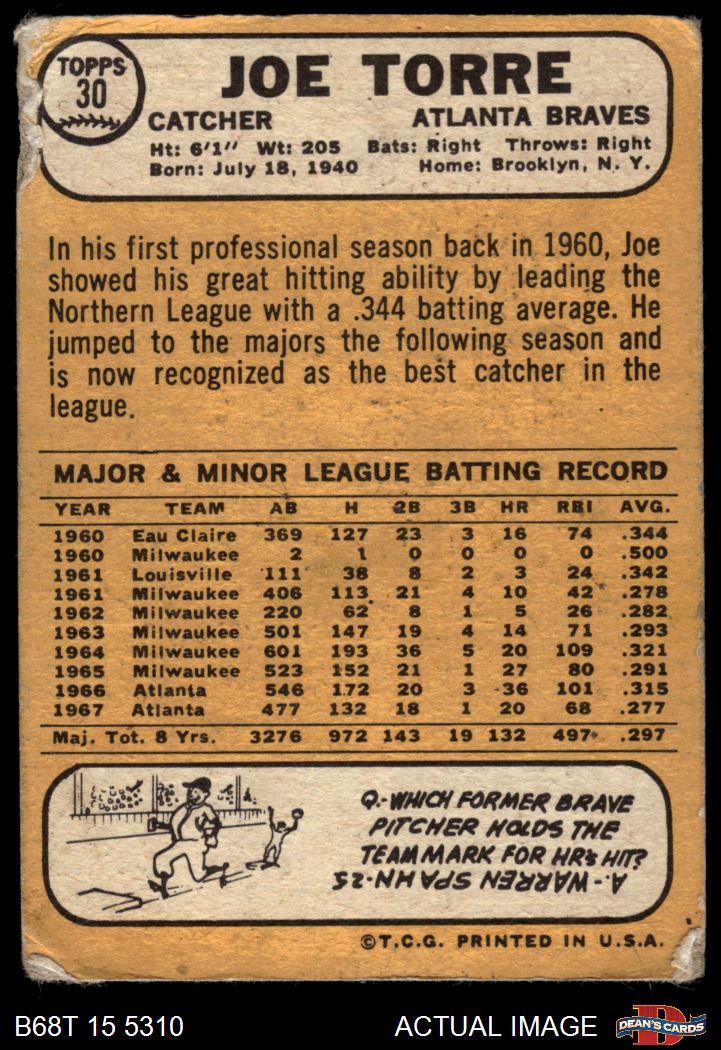 TOPPS
30
JOE TORRE
CATCHER ATLANTA BRAVES
Ht: 6'1" Wt: 205 Bats: Right Throws: Right
Born: July 18, 1940 Home: Brooklyn, N. Y.
In his first professional season back in 1960, Joe
showed his great hitting ability by leading the
Northern League with a .344 batting average. He
jumped to the majors the following season and
is now recognized as the best catcher in the
league.
MAJOR & MINOR LEAGUE BATTING RECORD
YEAR TEAM AB H 2B 3B HR RBI AVG.
1960 Eau Claire 369 127 23 3 16 74 .344
1960 Milwaukee 2 1 0 0 0 0 .500
1961 Louisville 111 38 8 2 3 24 .342
1961 Milwaukee 406 113 21 4 10 42 .278
1962 Milwaukee 220 62 8 1 5 26 .282
1963 Milwaukee 501 147 19 4 14 71 .293
1964 Milwaukee 601 193 36 5 20 109 .321
1965 Milwaukee 523 152 21 1 27 80 .291
1966 Atlanta 546 172 20 3 36 101 .315
1967 Atlanta 477 132 18 1 20 68 .277
Maj. Tot. 8 Yrs. 3276 972 143 19 132 497 .297
Q.-WHICH FORMER BRAVE
PITCHER HOLDS THE
TEAM MARK FOR HR'S HIT?
A.-WARREN SPAHN-25
©T.C.G. PRINTED IN U.S.A.
B68T 15 5310 ACTUAL IMAGE DEAN'S CARDS